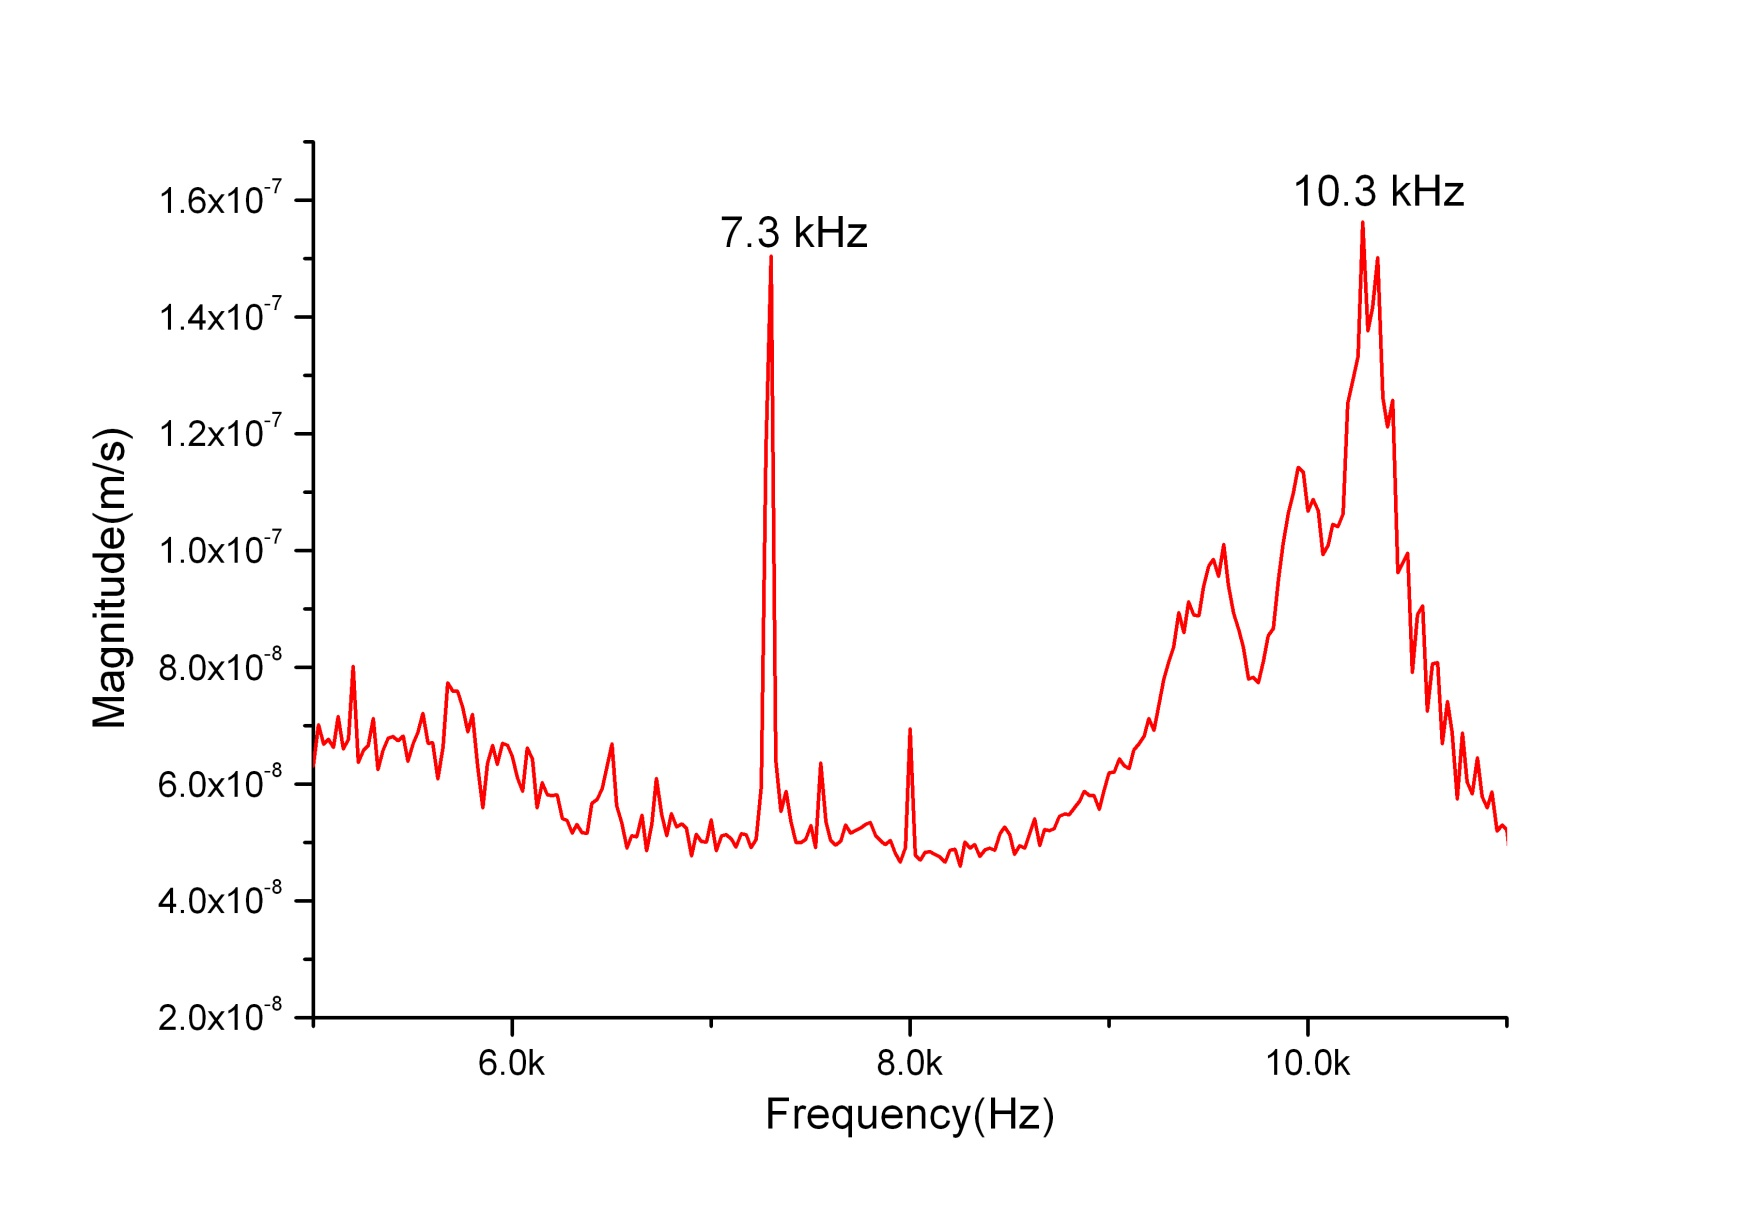 10.3 kHz
7.3 kHz
1.6x10⁻⁷
1.4x10⁻⁷
1.2x10⁻⁷
1.0x10⁻⁷
8.0x10⁻⁸
6.0x10⁻⁸
4.0x10⁻⁸
2.0x10⁻⁸
Magnitude(m/s)
6.0k 8.0k 10.0k
Frequency(Hz)